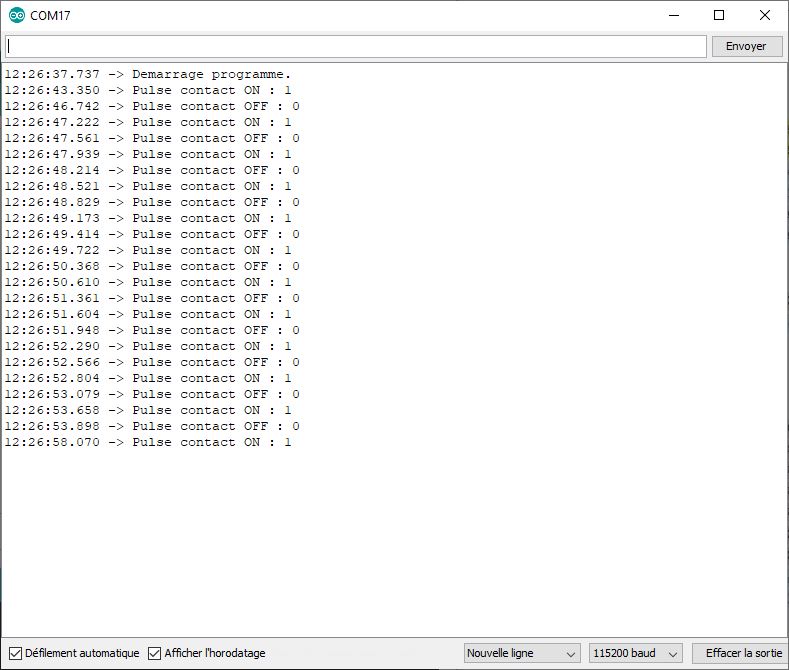 COM17
Envoyer
12:26:37.737 -> Demarrage programme.
12:26:43.350 -> Pulse contact ON : 1
12:26:46.742 -> Pulse contact OFF : 0
12:26:47.222 -> Pulse contact ON : 1
12:26:47.561 -> Pulse contact OFF : 0
12:26:47.939 -> Pulse contact ON : 1
12:26:48.214 -> Pulse contact OFF : 0
12:26:48.521 -> Pulse contact ON : 1
12:26:48.829 -> Pulse contact OFF : 0
12:26:49.173 -> Pulse contact ON : 1
12:26:49.414 -> Pulse contact OFF : 0
12:26:49.722 -> Pulse contact ON : 1
12:26:50.368 -> Pulse contact OFF : 0
12:26:50.610 -> Pulse contact ON : 1
12:26:51.361 -> Pulse contact OFF : 0
12:26:51.604 -> Pulse contact ON : 1
12:26:51.948 -> Pulse contact OFF : 0
12:26:52.290 -> Pulse contact ON : 1
12:26:52.566 -> Pulse contact OFF : 0
12:26:52.804 -> Pulse contact ON : 1
12:26:53.079 -> Pulse contact OFF : 0
12:26:53.658 -> Pulse contact ON : 1
12:26:53.898 -> Pulse contact OFF : 0
12:26:58.070 -> Pulse contact ON : 1
Défilement automatique Afficher l'horodatage Nouvelle ligne 115200 baud Effacer la sortie